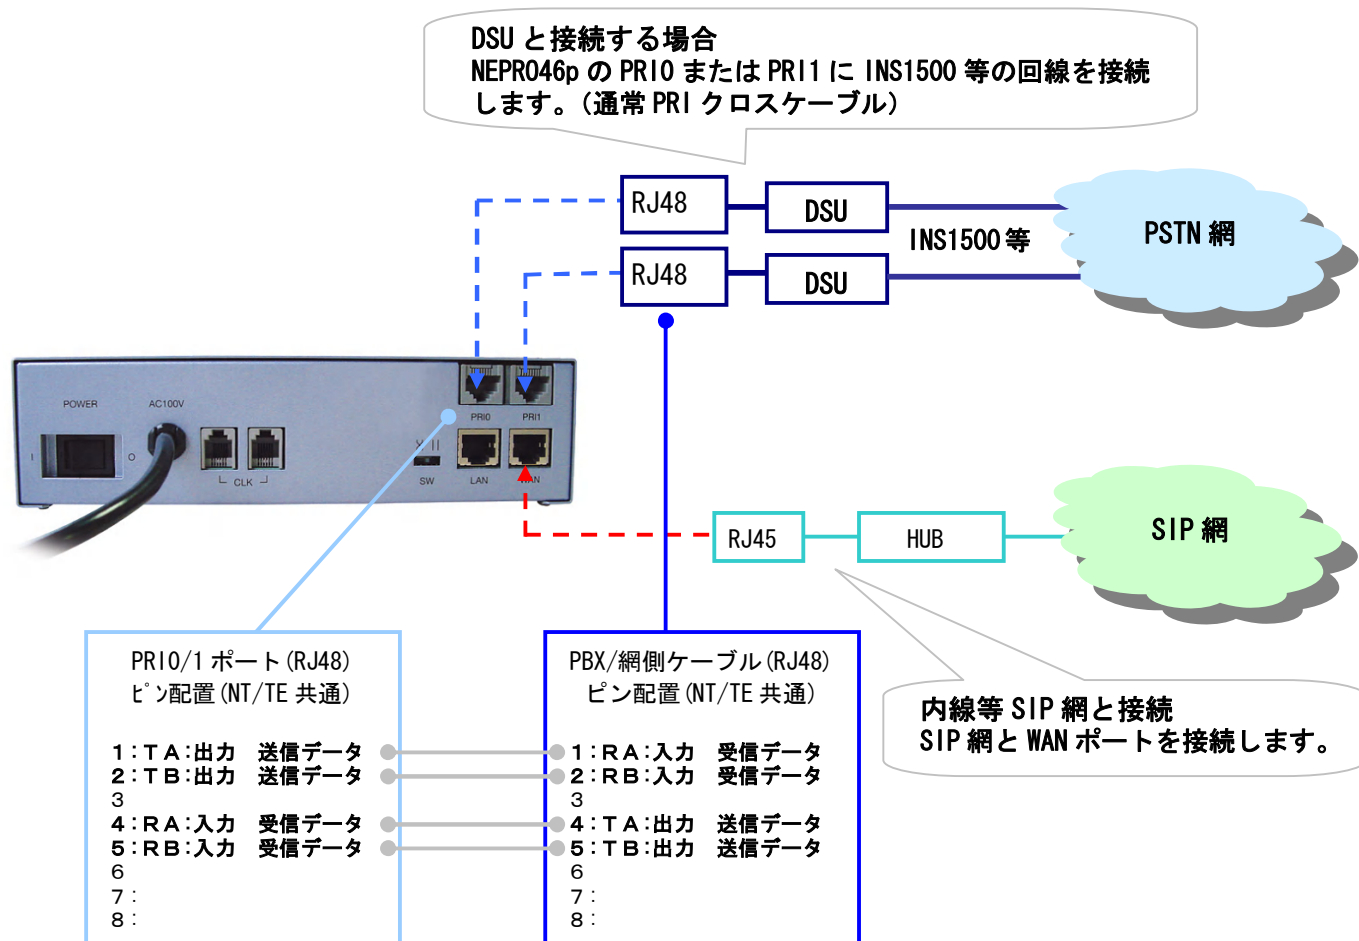 DSUと接続する場合
NEPRO46pのPRI0またはPRI1にINS1500等の回線を接続
します。(通常PRIクロスケーブル)
RJ48
DSU
PSTN網
INS1500等
RJ48
DSU
POWER
AC100V
PRI0
PRI1
I
O
CLK
X II
SW
LAN
WAN
RJ45
HUB
SIP網
PRI0/1ポート(RJ48)
ピン配置(NT/TE共通)
1:TA:出力 送信データ
2:TB:出力 送信データ
3
4:RA:入力 受信データ
5:RB:入力 受信データ
6
7:
8:
PBX/網側ケーブル(RJ48)
ピン配置(NT/TE共通)
1:RA:入力 受信データ
2:RB:入力 受信データ
3
4:TA:出力 送信データ
5:TB:出力 送信データ
6
7:
8:
内線等SIP網と接続
SIP網とWANポートを接続します。